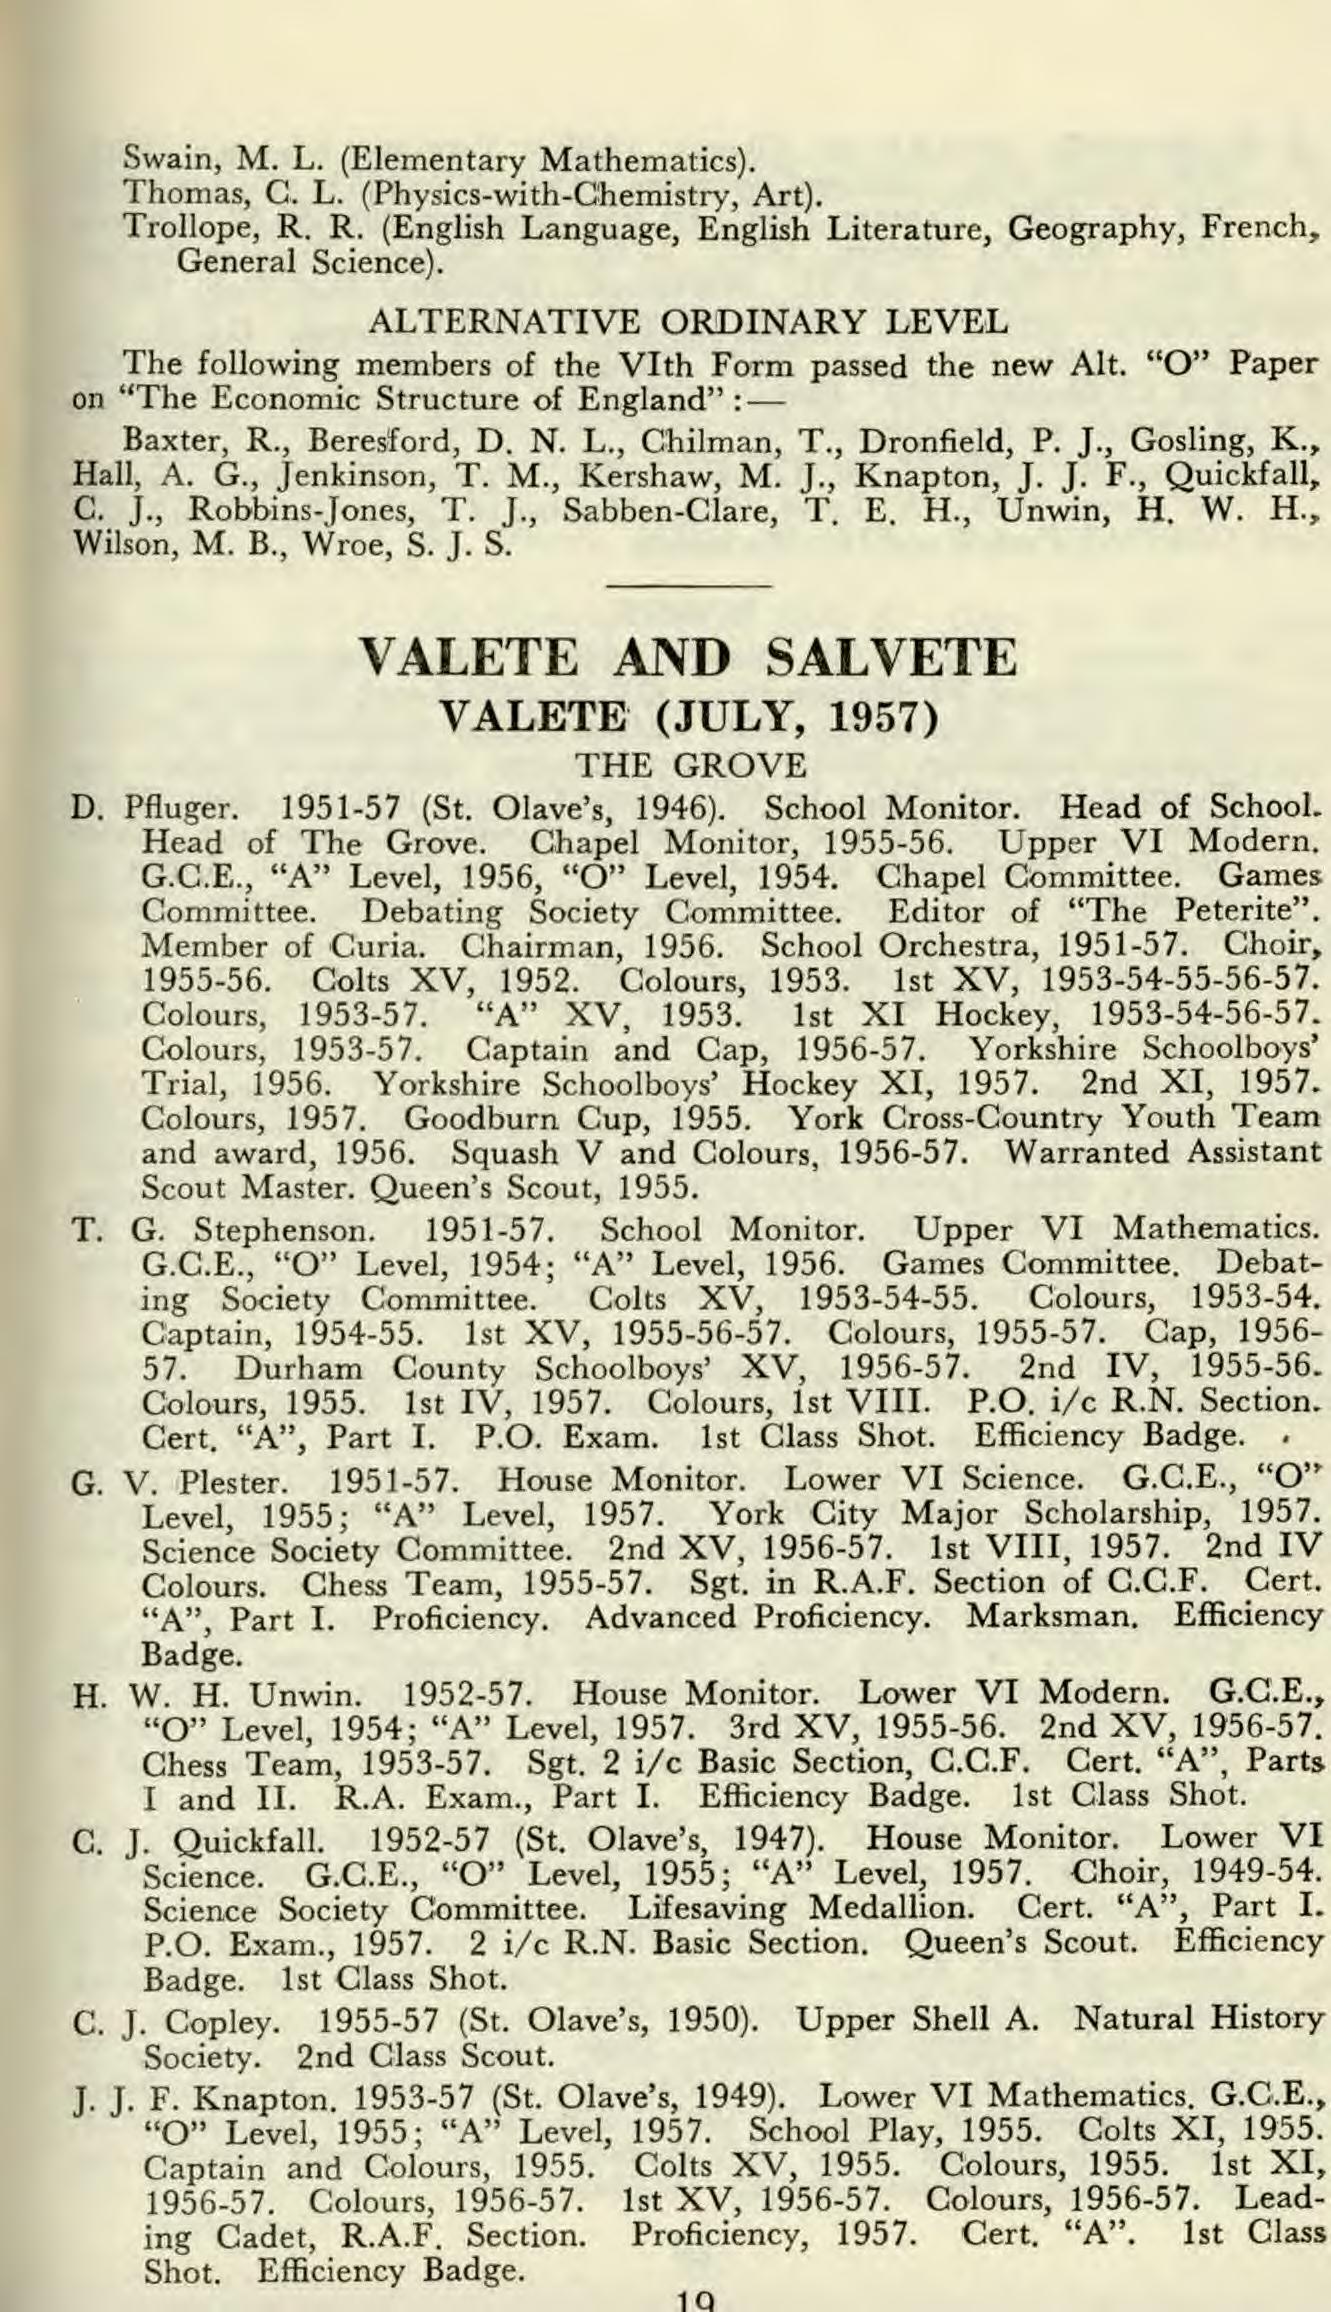 Swain, M. L. (Elementary Mathematics).
Thomas, C. L. (Physics-with-Chemistry, Art).
Trollope, R. R. (English Language, English Literature, Geography, French,
General Science).
ALTERNATIVE ORDINARY LEVEL
The following members of the VIth Form passed the new Alt. “O” Paper
on “The Economic Structure of England” :—
Baxter, R., Beresford, D. N. L., Chilman, T., Dronfield, P. J., Gosling, K.,
Hall, A. G., Jenkinson, T. M., Kershaw, M. J., Knapton, J. J. F., Quickfall,
C. J., Robbins-Jones, T. J., Sabben-Clare, T. E. H., Unwin, H. W. H.,
Wilson, M. B., Wroe, S. J. S.
VALETE AND SALVETE
VALETE (JULY, 1957)
THE GROVE
D. Pfluger. 1951-57 (St. Olave’s, 1946). School Monitor. Head of School.
Head of The Grove. Chapel Monitor, 1955-56. Upper VI Modern.
G.C.E., “A” Level, 1956, “O” Level, 1954. Chapel Committee. Games
Committee. Debating Society Committee. Editor of “The Peterite”.
Member of Curia. Chairman, 1956. School Orchestra, 1951-57. Choir,
1955-56. Colts XV, 1952. Colours, 1953. 1st XV, 1953-54-55-56-57.
Colours, 1953-57. “A” XV, 1953. 1st XI Hockey, 1953-54-56-57.
Colours, 1953-57. Captain and Cap, 1956-57. Yorkshire Schoolboys’
Trial, 1956. Yorkshire Schoolboys’ Hockey XI, 1957. 2nd XI, 1957.
Colours, 1957. Goodburn Cup, 1955. York Cross-Country Youth Team
and award, 1956. Squash V and Colours, 1956-57. Warranted Assistant
Scout Master. Queen’s Scout, 1955.
T. G. Stephenson. 1951-57. School Monitor. Upper VI Mathematics.
G.C.E., “O” Level, 1954; “A” Level, 1956. Games Committee. Debat-
ing Society Committee. Colts XV, 1953-54-55. Colours, 1953-54.
Captain, 1954-55. 1st XV, 1955-56-57. Colours, 1955-57. Cap, 1956-
57. Durham County Schoolboys’ XV, 1956-57. 2nd IV, 1955-56.
Colours, 1955. 1st IV, 1957. Colours, 1st VIII. P.O. i/c R.N. Section.
Cert. “A”, Part I. P.O. Exam. 1st Class Shot. Efficiency Badge.
G. V. Plester. 1951-57. House Monitor. Lower VI Science. G.C.E., “O”
Level, 1955; “A” Level, 1957. York City Major Scholarship, 1957.
Science Society Committee. 2nd XV, 1956-57. 1st VIII, 1957. 2nd IV
Colours. Chess Team, 1955-57. Sgt. in R.A.F. Section of C.C.F. Cert.
“A”, Part I. Proficiency. Advanced Proficiency. Marksman. Efficiency
Badge.
H. W. H. Unwin. 1952-57. House Monitor. Lower VI Modern. G.C.E.,
“O” Level, 1954; “A” Level, 1957. 3rd XV, 1955-56. 2nd XV, 1956-57.
Chess Team, 1953-57. Sgt. 2 i/c Basic Section, C.C.F. Cert. “A”, Parts
I and II. R.A. Exam., Part I. Efficiency Badge. 1st Class Shot.
C. J. Quickfall. 1952-57 (St. Olave’s, 1947). House Monitor. Lower VI
Science. G.C.E., “O” Level, 1955; “A” Level, 1957. Choir, 1949-54.
Science Society Committee. Lifesaving Medallion. Cert. “A”, Part I.
P.O. Exam., 1957. 2 i/c R.N. Basic Section. Queen’s Scout. Efficiency
Badge. 1st Class Shot.
C. J. Copley. 1955-57 (St. Olave’s, 1950). Upper Shell A. Natural History
Society. 2nd Class Scout.
J. J. F. Knapton. 1953-57 (St. Olave’s, 1949). Lower VI Mathematics. G.C.E.,
“O” Level, 1955; “A” Level, 1957. School Play, 1955. Colts XI, 1955.
Captain and Colours, 1955. Colts XV, 1955. Colours, 1955. 1st XI,
1956-57. Colours, 1956-57. 1st XV, 1956-57. Colours, 1956-57. Lead-
ing Cadet, R.A.F. Section. Proficiency, 1957. Cert. “A”. 1st Class
Shot. Efficiency Badge.
19